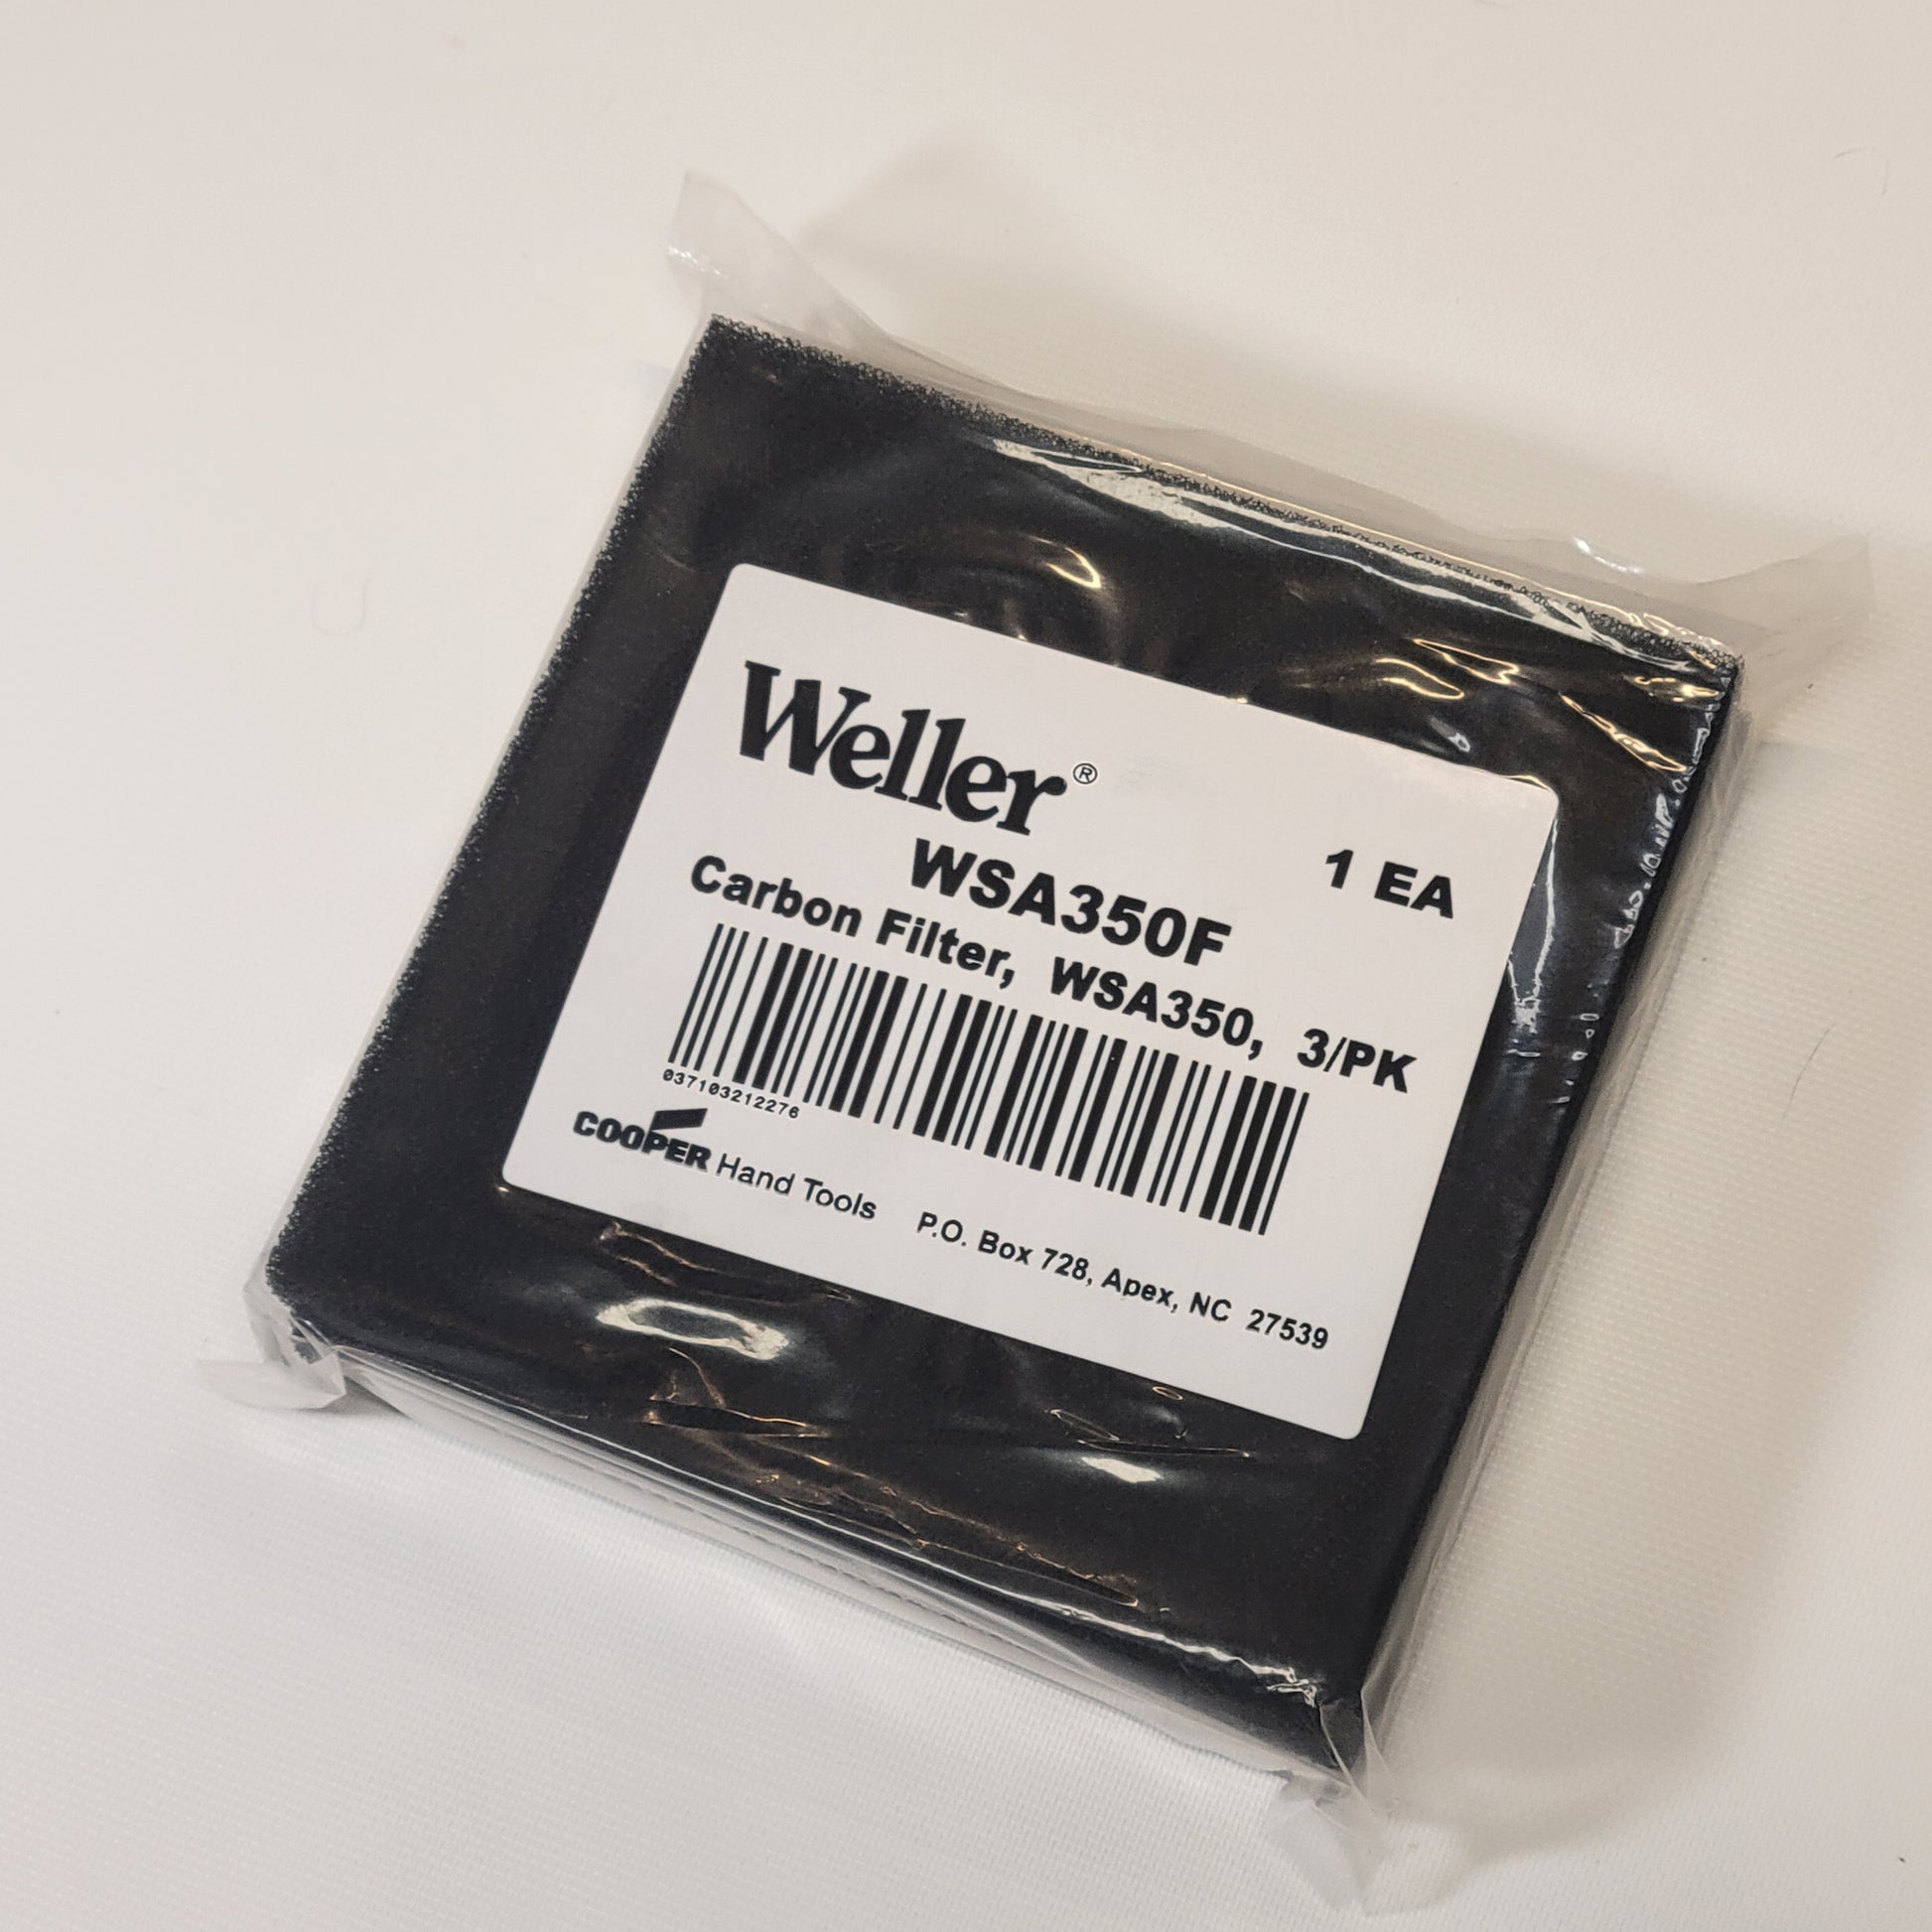 Weller®
WSA350F 1 EA
Carbon Filter, WSA350, 3/PK
037103212276
COOPER Hand Tools P.O. Box 728, Apex, NC 27539